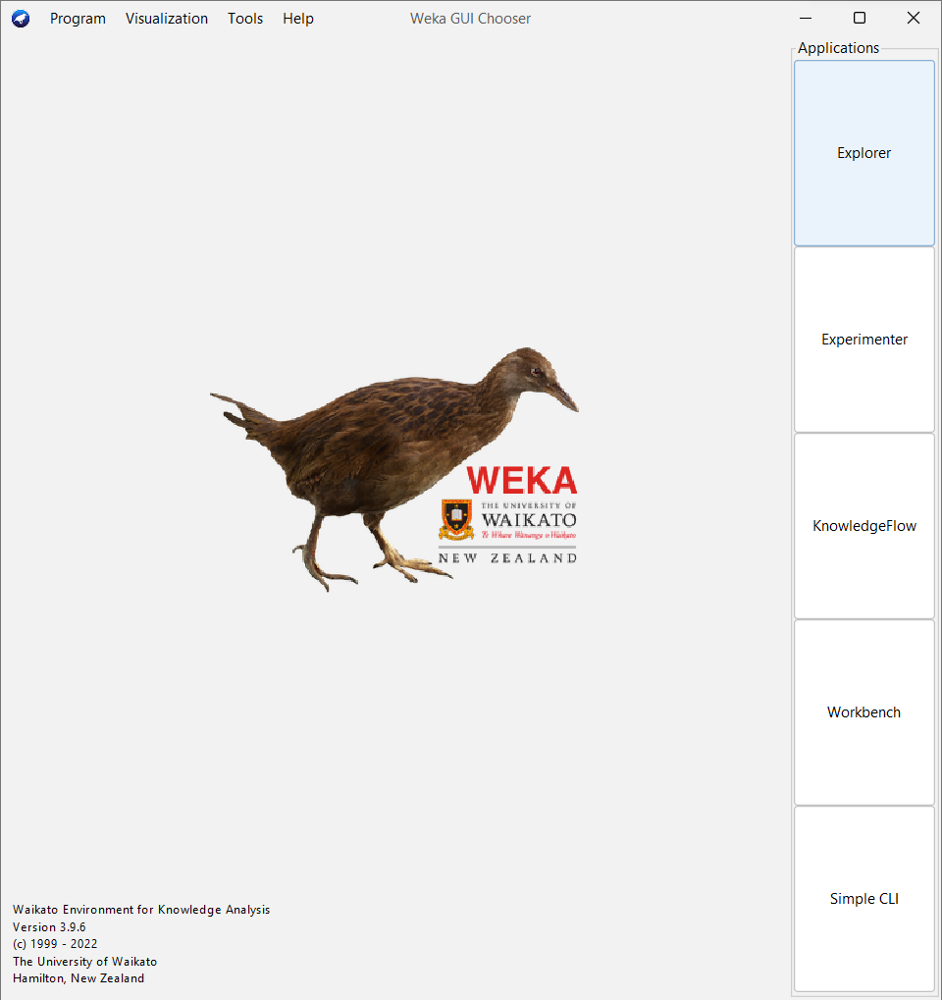 Program Visualization Tools Help Weka GUI Chooser
Applications
Explorer
Experimenter
KnowledgeFlow
Workbench
Simple CLI
WEKA
THE UNIVERSITY OF
WAIKATO
Te Whare Wānanga o Waikato
NEW ZEALAND
Waikato Environment for Knowledge Analysis
Version 3.9.6
(c) 1999 - 2022
The University of Waikato
Hamilton, New Zealand